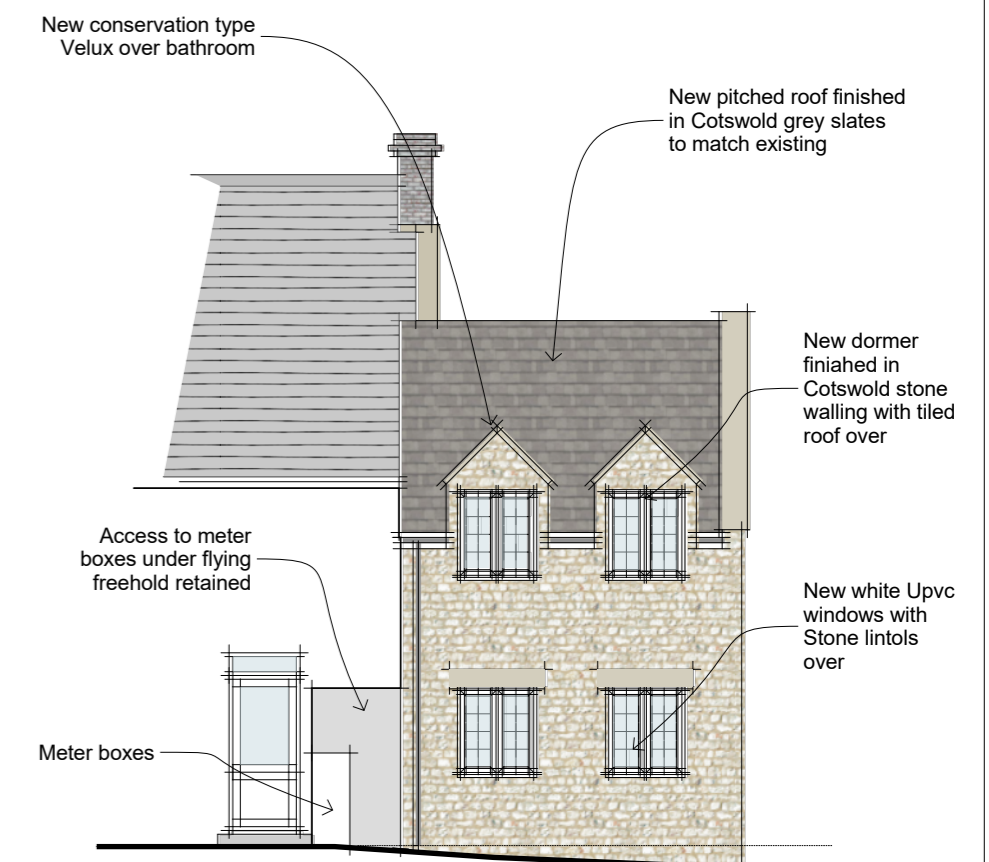 New conservation type
Velux over bathroom
New pitched roof finished
in Cotswold grey slates
to match existing
New dormer
finiahed in
Cotswold stone
walling with tiled
roof over
Access to meter
boxes under flying
freehold retained
New white Upvc
windows with
Stone lintols
over
Meter boxes